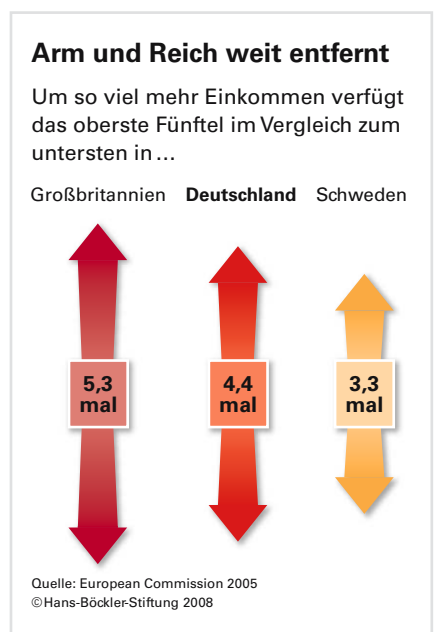 Arm und Reich weit entfernt
Um so viel mehr Einkommen verfügt
das oberste Fünftel im Vergleich zum
untersten in...
Großbritannien Deutschland Schweden
5,3 4,4 3,3
mal mal mal
Quelle: European Commission 2005
©Hans-Böckler-Stiftung 2008